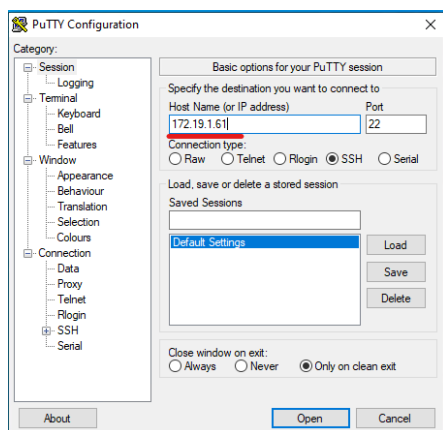 PuTTY Configuration
Category:
Session
Logging
Terminal
Keyboard
Bell
Features
Window
Appearance
Behaviour
Translation
Selection
Colours
Connection
Data
Proxy
Telnet
Rlogin
SSH
Serial
Basic options for your PuTTY session
Specify the destination you want to connect to
Host Name (or IP address) Port
172.19.1.61 22
Connection type:
Raw Telnet Rlogin SSH Serial
Load, save or delete a stored session
Saved Sessions
Default Settings
Load
Save
Delete
Close window on exit:
Always Never Only on clean exit
About Open Cancel